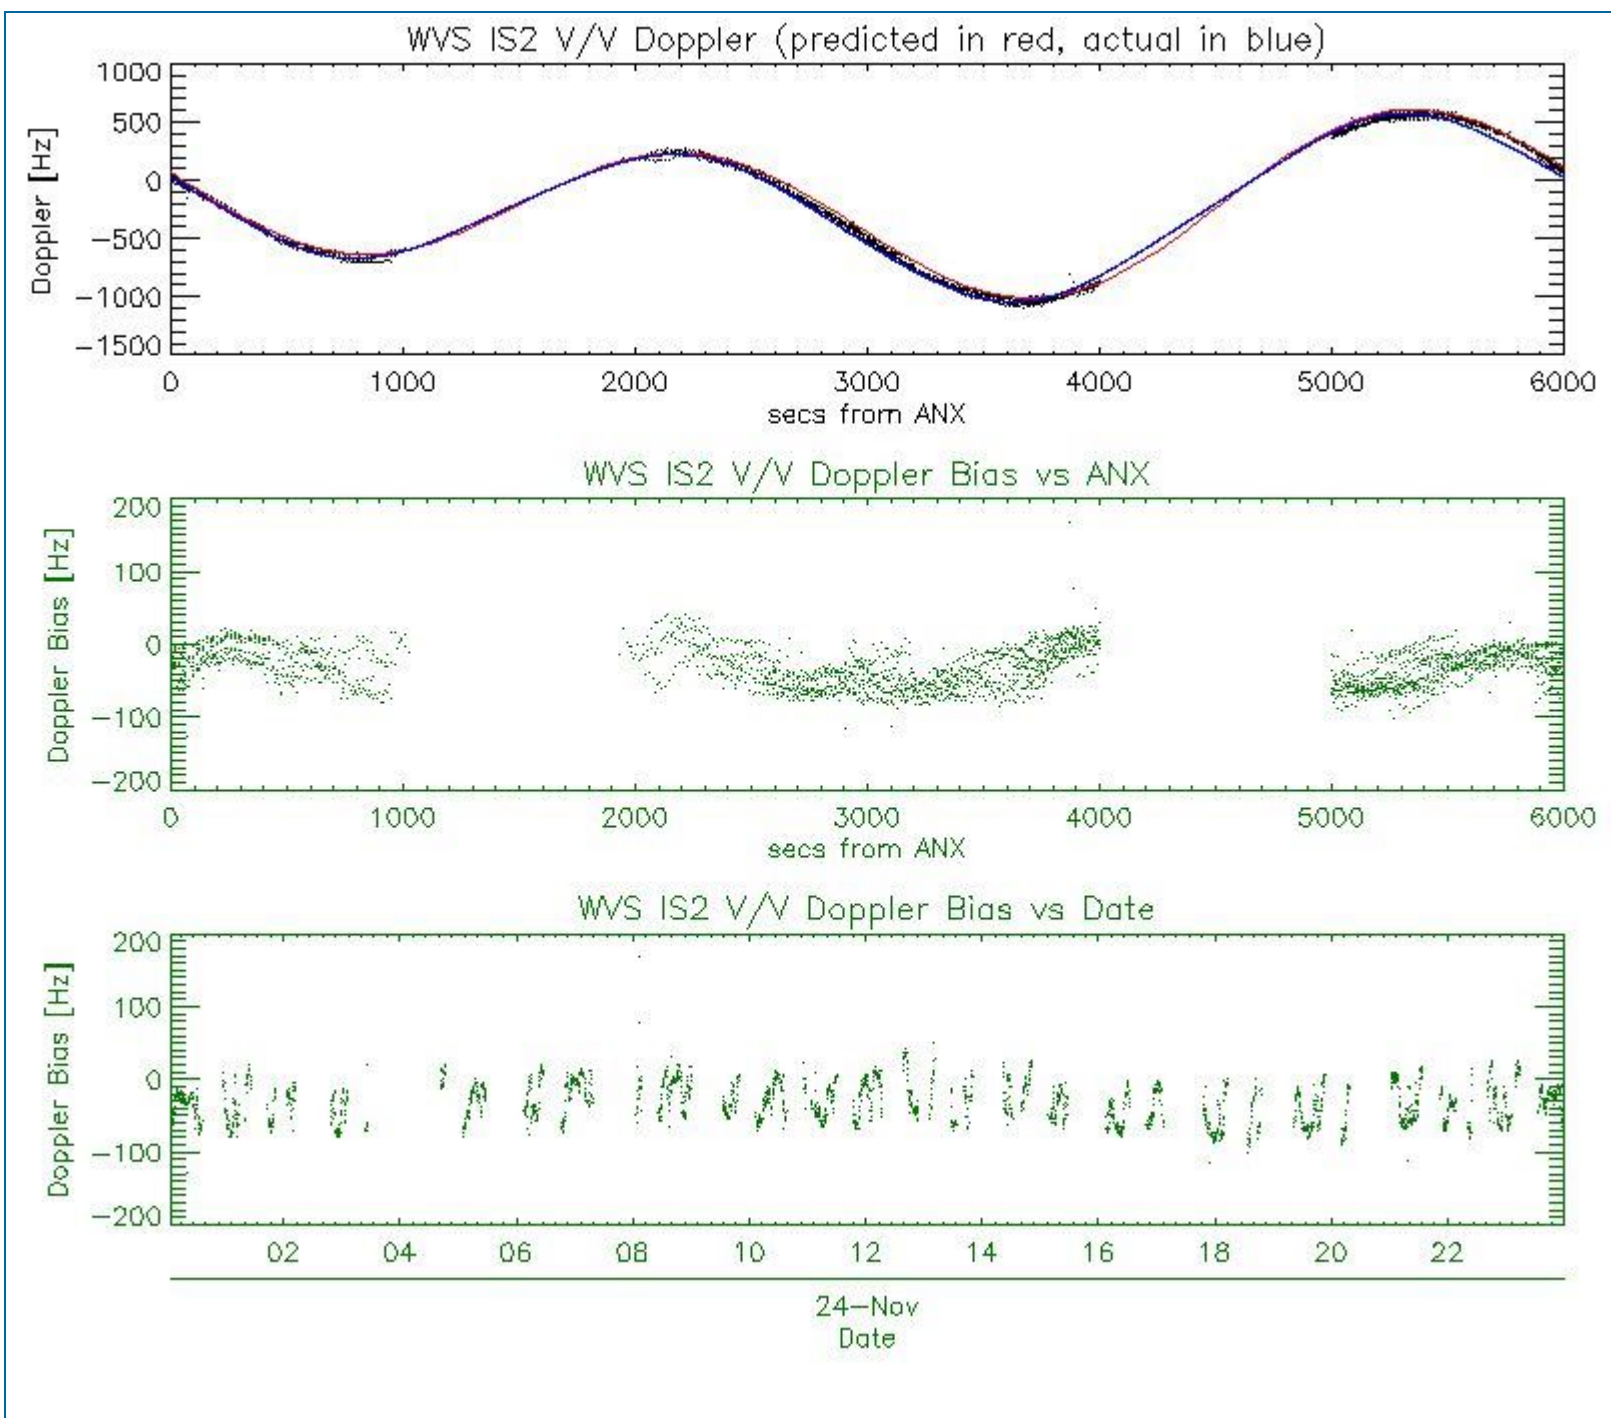 WVS IS2 V/V Doppler (predicted in red, actual in blue)
Doppler [Hz]
1000
500
0
-500
-1000
-1500
0 1000 2000 3000 4000 5000 6000
secs from ANX
WVS IS2 V/V Doppler Bias vs ANX
Doppler Bias [Hz]
200
100
0
-100
-200
0 1000 2000 3000 4000 5000 6000
secs from ANX
WVS IS2 V/V Doppler Bias vs Date
Doppler Bias [Hz]
200
100
0
-100
-200
02 04 06 08 10 12 14 16 18 20 22
24-Nov
Date